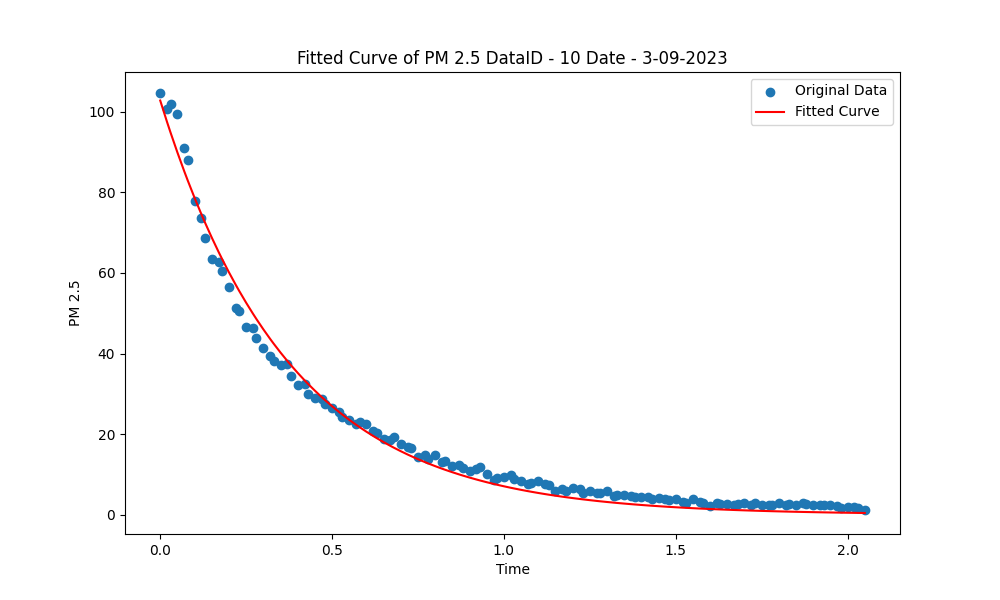 Fitted Curve of PM 2.5 DataID - 10 Date - 3-09-2023
Original Data
Fitted Curve
100
80
60
40
20
0
PM 2.5
0.0 0.5 1.0 1.5 2.0
Time